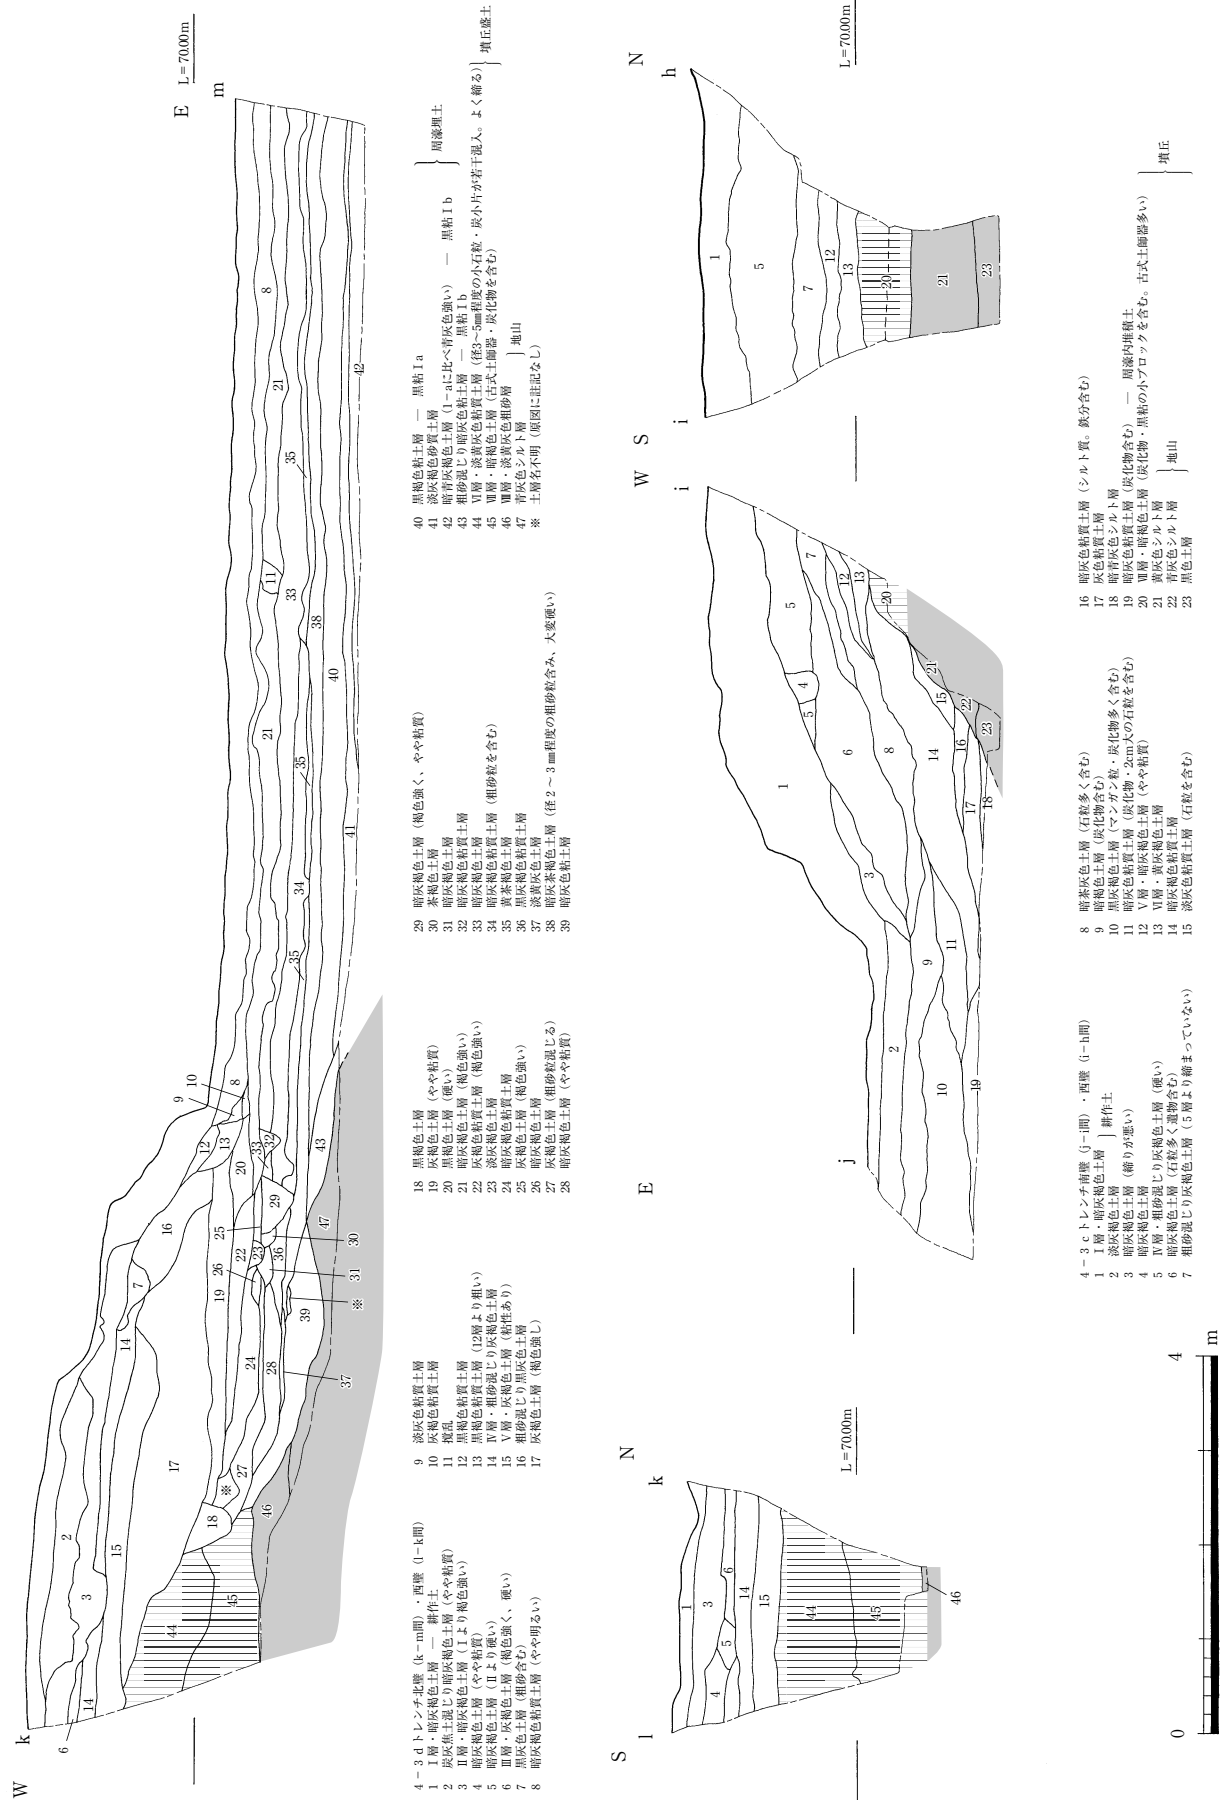 W
E
k
m
L=70.00m
4-3dトレンチ北壁(k-m間)・西壁(l-k間)
1 Ⅰ層・暗灰褐色土層 ― 耕作土
2 炭灰焦土混じり暗灰褐色土層(やや粘質)
3 Ⅱ層・暗灰褐色土層(Ⅰより褐色強い)
4 暗灰褐色土層(やや粘質)
5 暗灰褐色土層(Ⅱより硬い)
6 Ⅲ層・灰褐色土層(褐色強く、硬い)
7 黒灰色土層(粗砂含む)
8 暗灰褐色粘質土層(やや明るい)
9 淡灰色粘質土層
10 灰褐色粘質土層
11 撹乱
12 黒褐色粘質土層
13 黒褐色粘質土層(12層より粗い)
14 Ⅳ層・粗砂混じり灰褐色土層
15 Ⅴ層・灰褐色土層(粘性あり)
16 粗砂混じり黒灰色土層
17 灰褐色土層(褐色強し)
18 黒褐色土層
19 灰褐色土層(やや粘質)
20 黒褐色土層(硬い)
21 暗灰褐色土層(褐色強い)
22 灰褐色粘質土層(褐色強い)
23 淡灰褐色土層
24 暗灰褐色粘質土層
25 灰褐色土層(褐色強い)
26 暗灰褐色土層
27 灰褐色土層(粗砂粒混じる)
28 暗灰褐色土層(やや粘質)
29 暗灰褐色土層(褐色強く、やや粘質)
30 茶褐色土層
31 暗灰褐色土層
32 暗灰褐色粘質土層
33 暗灰褐色土層
34 暗灰褐色粘質土層(粗砂粒を含む)
35 黄茶褐色土層
36 黒灰褐色粘質土層
37 淡黄灰色土層
38 暗灰茶褐色土層(径2~3㎜程度の粗砂粒含み、大変硬い)
39 暗灰色粘土層
40 黒褐色粘土層 ― 黒粘Ⅰa
41 淡灰褐色砂質土層
42 暗青灰褐色土層(1-aに比べ青灰色強い) ― 黒粘Ⅰb
43 粗砂混じり暗灰色粘土層 ― 黒粘Ⅰb
周濠埋土
44 Ⅵ層・淡黄灰色粘質土層(径3~5㎜程度の小石粒・炭小片が若干混入。よく締る)
45 Ⅶ層・暗褐色土層(古式土師器・炭化物を含む)
墳丘盛土
46 Ⅷ層・淡黄灰色粗砂層
47 青灰色シルト層
地山
※ 土層名不明(原図に註記なし)
S
N
l
k
L=70.00m
E
W
j
i
S
N
i
h
L=70.00m
4-3cトレンチ南壁(j-i間)・西壁(i-h間)
1 Ⅰ層・暗灰褐色土層
2 淡灰褐色土層
耕作土
3 暗灰褐色土層(締りが悪い)
4 暗灰褐色土層
5 Ⅳ層・粗砂混じり灰褐色土層(硬い)
6 暗灰褐色土層(石粒多く遺物含む)
7 粗砂混じり灰褐色土層(5層より締まっていない)
8 暗茶灰色土層(石粒多く含む)
9 暗褐色土層(炭化物含む)
10 黒灰褐色土層(マンガン粒・炭化物多く含む)
11 暗灰色粘質土層(炭化物・2cm大の石粒を含む)
12 Ⅴ層・暗灰褐色土層(やや粘質)
13 Ⅵ層・黄灰褐色土層
14 暗灰褐色粘質土層
15 淡灰色粘質土層(石粒を含む)
16 暗灰色粘質土層(シルト質。鉄分含む)
17 灰色粘質土層
18 暗青灰色シルト層
19 暗灰色粘質土層(炭化物含む) ― 周濠内堆積土
20 Ⅶ層・暗褐色土層(炭化物・黒粘の小ブロックを含む。古式土師器多い)
墳丘
21 黄灰色シルト層
22 青灰色シルト層
地山
23 黒色土層
0
4
m